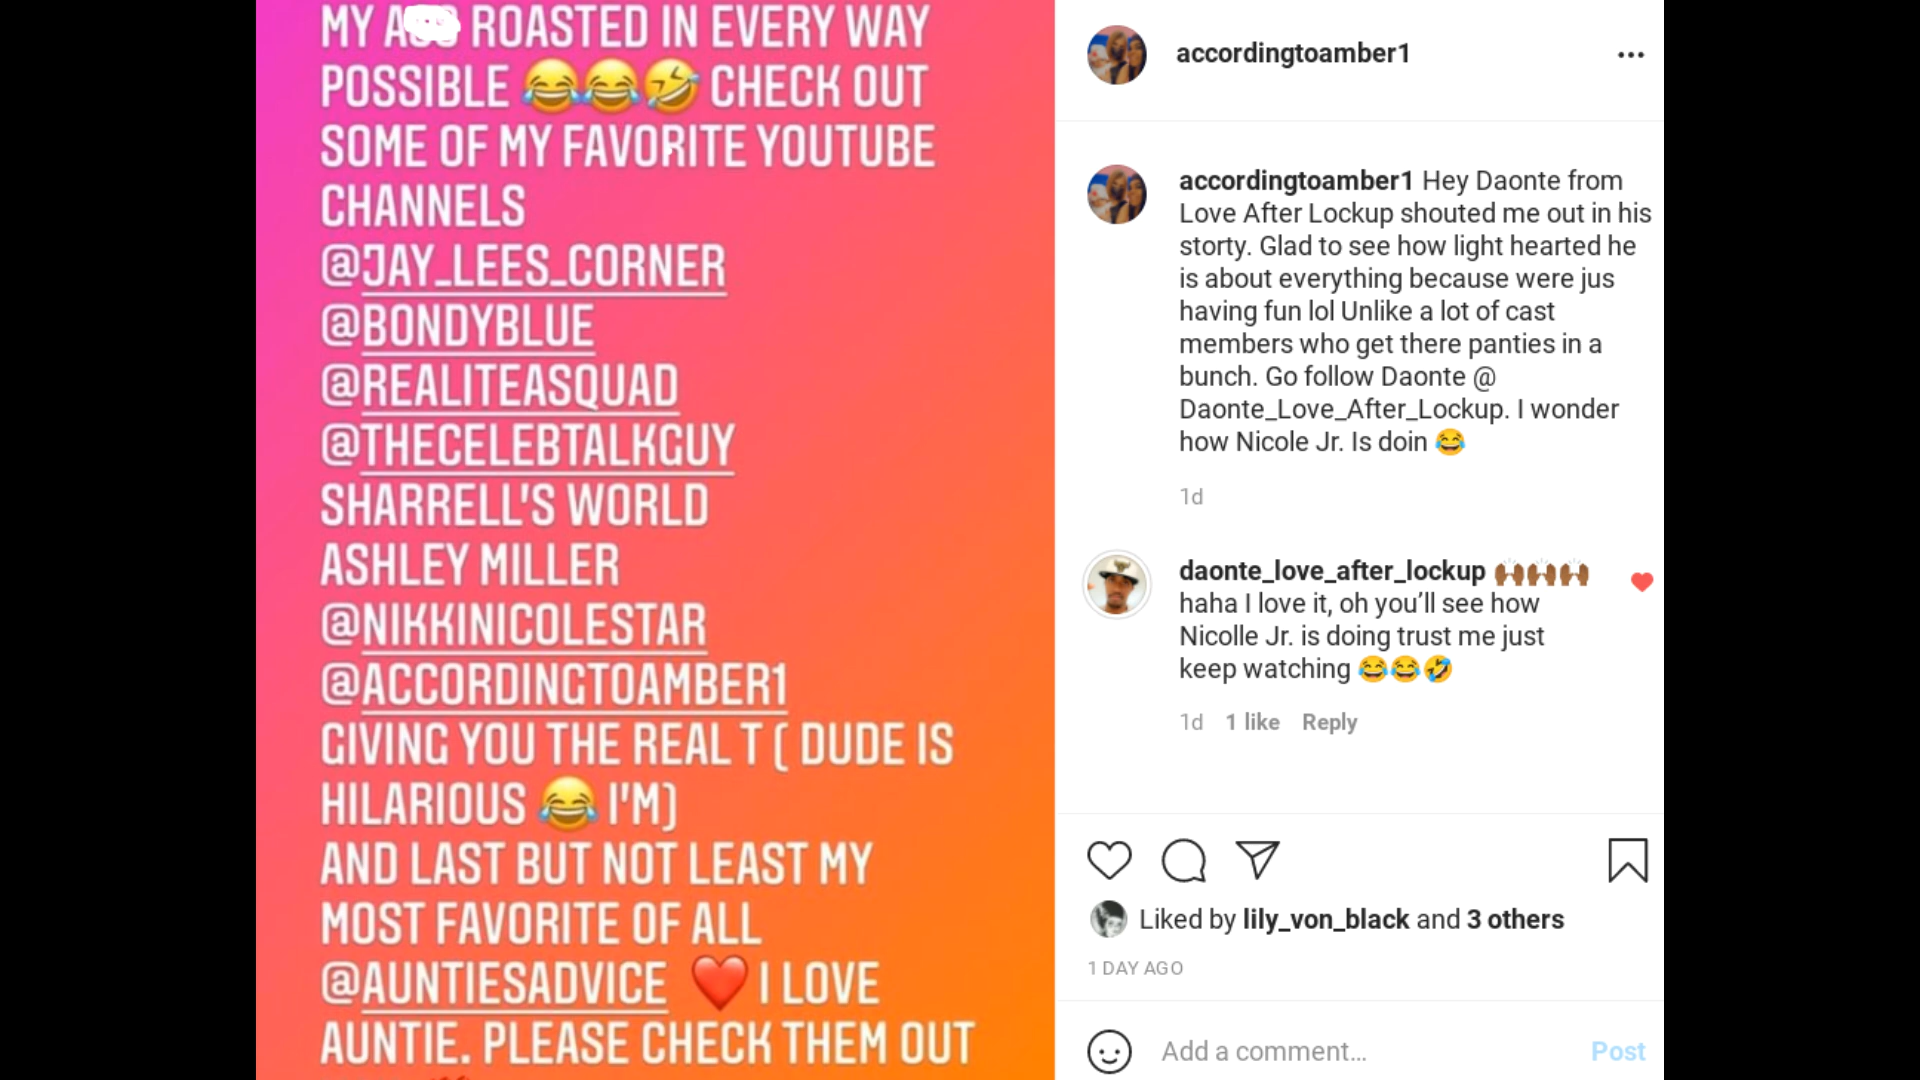 MY A ROASTED IN EVERY WAY
POSSIBLE 😂😂🤣 CHECK OUT
SOME OF MY FAVORITE YOUTUBE
CHANNELS
@JAY_LEES_CORNER
@BONDYBLUE
@REALITEASQUAD
@THECELEBTALKGUY
SHARRELL'S WORLD
ASHLEY MILLER
@NIKKINICOLESTAR
@ACCORDINGTOAMBER1
GIVING YOU THE REAL T ( DUDE IS
HILARIOUS 😂 I'M)
AND LAST BUT NOT LEAST MY
MOST FAVORITE OF ALL
@AUNTIESADVICE ❤️ I LOVE
AUNTIE. PLEASE CHECK THEM OUT
accordingtoamber1
accordingtoamber1 Hey Daonte from
Love After Lockup shouted me out in his
storty. Glad to see how light hearted he
is about everything because were jus
having fun lol Unlike a lot of cast
members who get there panties in a
bunch. Go follow Daonte @
Daonte_Love_After_Lockup. I wonder
how Nicole Jr. Is doin 😂
1d
daonte_love_after_lockup 🙌🏾🙌🏾🙌🏾
haha I love it, oh you’ll see how
Nicolle Jr. is doing trust me just
keep watching 😂😂🤣
1d 1 like Reply
Liked by lily_von_black and 3 others
1 DAY AGO
Add a comment...
Post